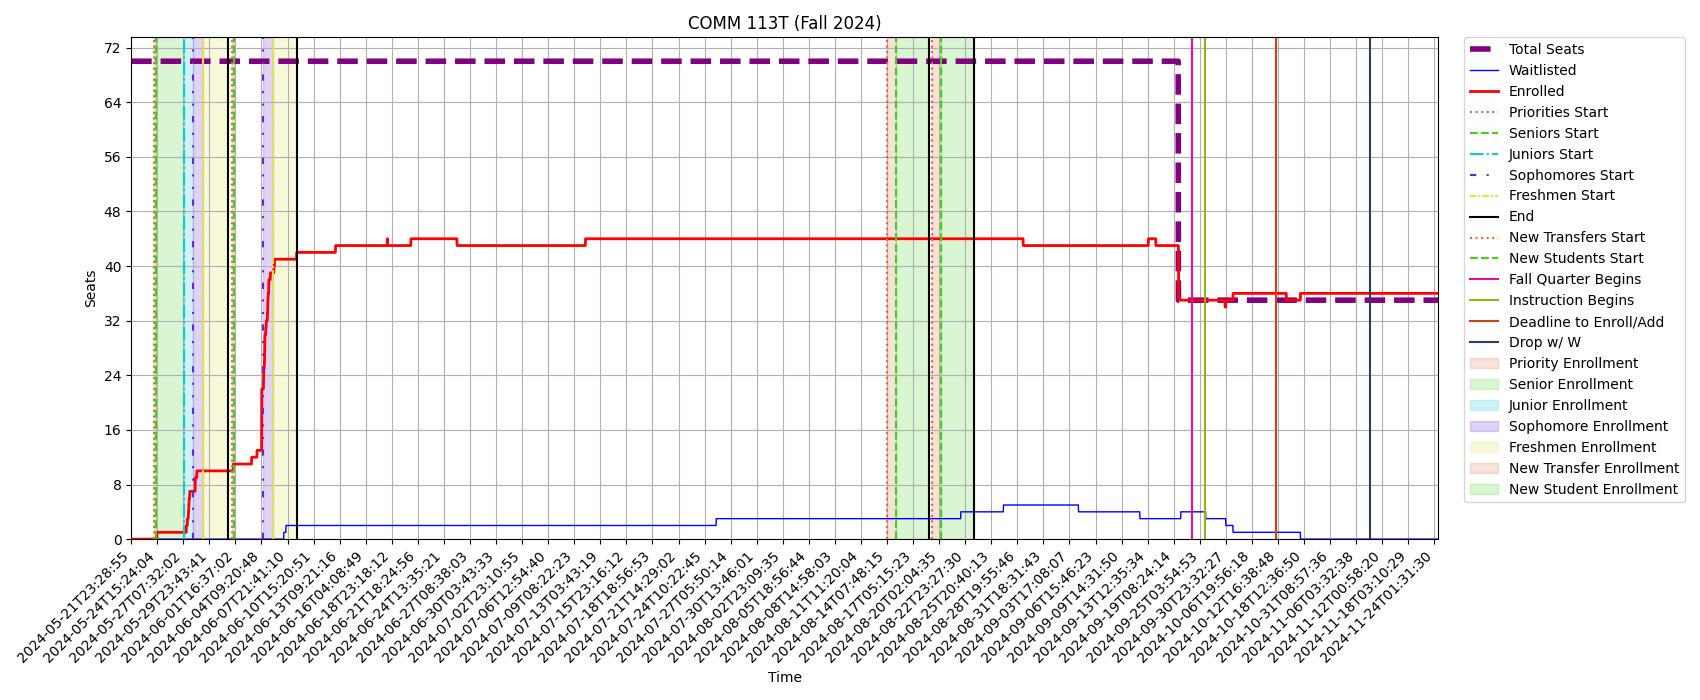 COMM 113T (Fall 2024)
Seats
72
64
56
48
40
32
24
16
8
0
2024-05-21T23:28:55
2024-05-24T15:24:04
2024-05-27T07:32:02
2024-05-29T23:43:41
2024-06-01T16:37:02
2024-06-04T09:20:48
2024-06-07T21:41:10
2024-06-10T15:20:51
2024-06-13T09:21:16
2024-06-16T04:08:49
2024-06-18T23:18:12
2024-06-21T18:24:56
2024-06-24T13:35:21
2024-06-27T08:38:03
2024-06-30T03:43:33
2024-07-02T23:10:55
2024-07-06T12:54:40
2024-07-09T08:22:23
2024-07-13T03:43:19
2024-07-15T23:16:12
2024-07-18T18:56:53
2024-07-21T14:29:02
2024-07-24T10:22:45
2024-07-27T05:50:14
2024-07-30T13:46:01
2024-08-02T23:09:35
2024-08-05T18:56:44
2024-08-08T14:58:03
2024-08-11T11:20:04
2024-08-14T07:48:15
2024-08-17T05:15:23
2024-08-20T02:04:35
2024-08-22T23:27:30
2024-08-25T20:40:13
2024-08-28T19:55:46
2024-08-31T18:31:43
2024-09-03T17:08:07
2024-09-06T15:46:23
2024-09-09T14:31:50
2024-09-13T12:35:34
2024-09-19T08:24:14
2024-09-25T03:54:53
2024-09-30T23:32:27
2024-10-06T19:56:18
2024-10-12T16:38:48
2024-10-18T12:36:50
2024-10-31T08:57:36
2024-11-06T03:32:38
2024-11-12T00:58:20
2024-11-18T03:10:29
2024-11-24T01:31:30
Time
Total Seats
Waitlisted
Enrolled
Priorities Start
Seniors Start
Juniors Start
Sophomores Start
Freshmen Start
End
New Transfers Start
New Students Start
Fall Quarter Begins
Instruction Begins
Deadline to Enroll/Add
Drop w/ W
Priority Enrollment
Senior Enrollment
Junior Enrollment
Sophomore Enrollment
Freshmen Enrollment
New Transfer Enrollment
New Student Enrollment